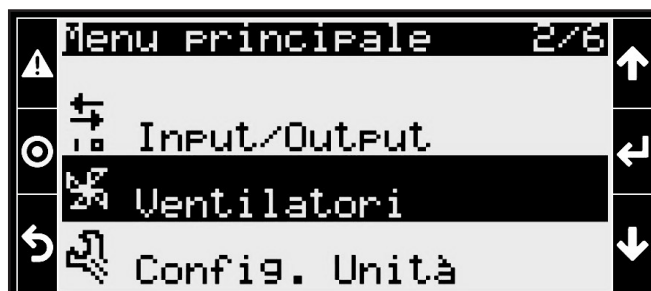 Menu principale 2/6
Input/Output
Ventilatori
Config. Unità